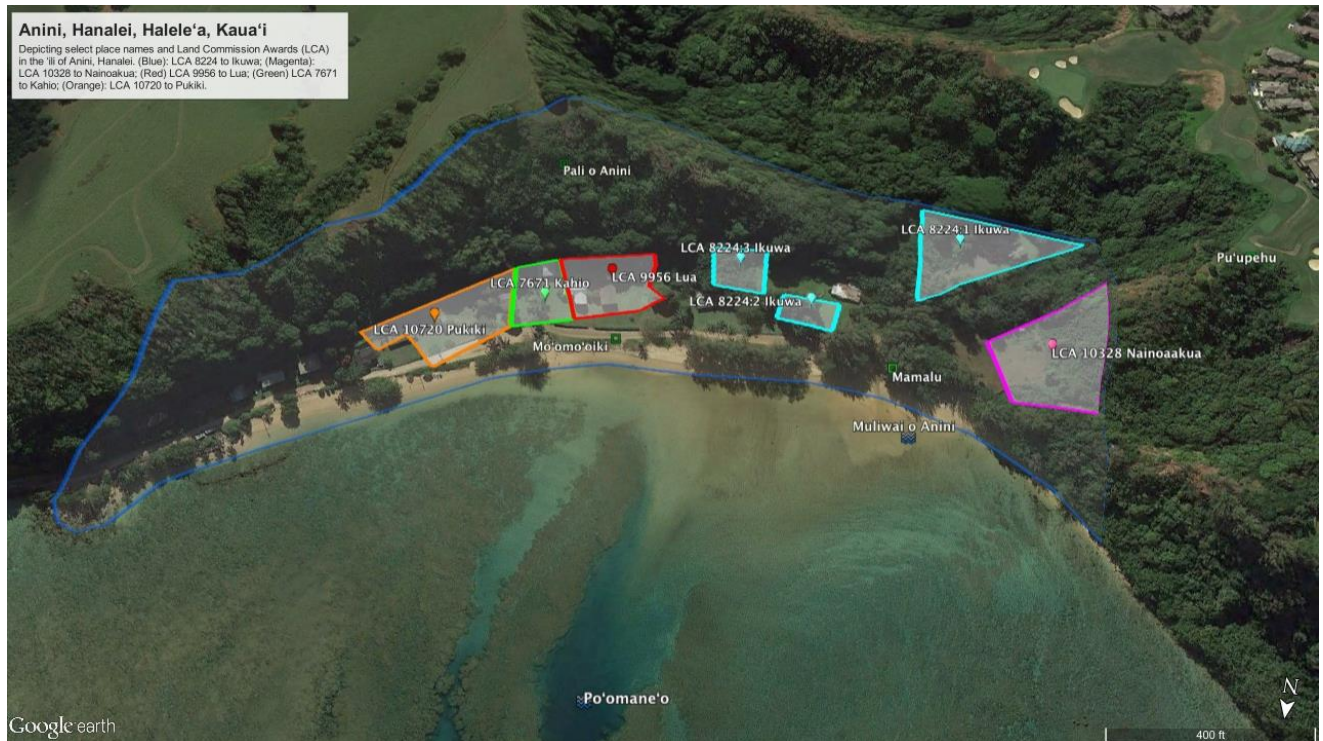 Anini, Hanalei, Haleleʻa, Kauaʻi
Depicting select place names and Land Commission Awards (LCA)
in the ʻili of Anini, Hanalei. (Blue): LCA 8224 to Ikuwa; (Magenta):
LCA 10328 to Nainoakua; (Red) LCA 9956 to Lua; (Green) LCA 7671
to Kahio; (Orange): LCA 10720 to Pukiki.
Pali o Anini
LCA 8224:1 Ikuwa
LCA 8224:3 Ikuwa
Puʻupehu
LCA 9956 Lua
LCA 7671 Kahio
LCA 8224:2 Ikuwa
LCA 10720 Pukiki
Moʻomoʻoiki
LCA 10328 Nainoaakua
Mamalu
Muliwai o Anini
Poʻomaneʻo
N
Google earth
400 ft